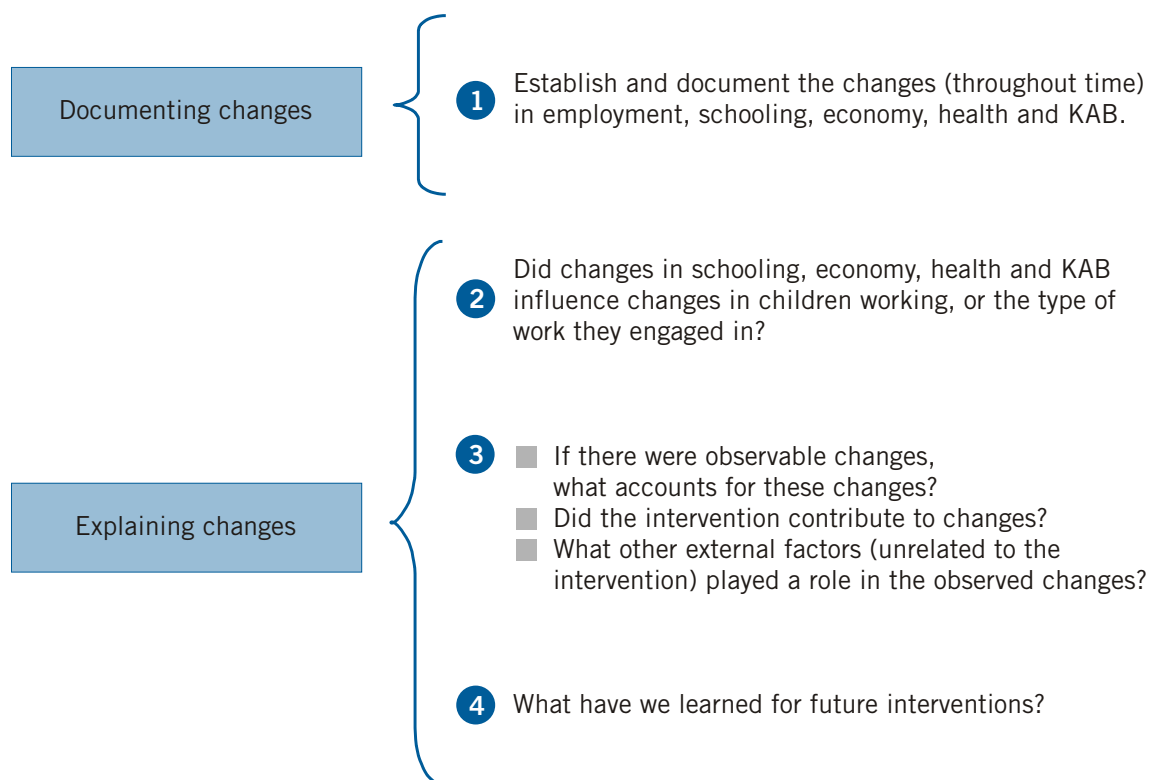 Documenting changes
1
Establish and document the changes (throughout time)
in employment, schooling, economy, health and KAB.
Explaining changes
2
Did changes in schooling, economy, health and KAB
influence changes in children working, or the type of
work they engaged in?
3
If there were observable changes,
what accounts for these changes?
Did the intervention contribute to changes?
What other external factors (unrelated to the
intervention) played a role in the observed changes?
4
What have we learned for future interventions?